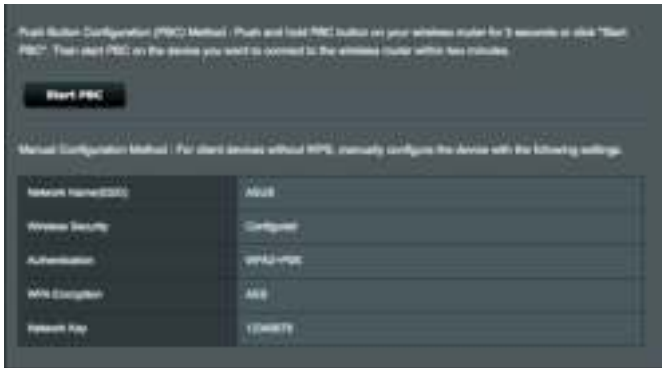 Push Button Configuration (PBC) Method : Push and hold PBC button on your wireless router for 3 seconds or click "Start
PBC". Then start PBC on the device you want to connect to the wireless router within two minutes.
Start PBC
Manual Configuration Method : For client devices without WPS, manually configure the device with the following settings.
Network Name(SSID) ASUS
Wireless Security Configured
Authentication WPA2-PSK
WPA Encryption AES
Network Key 12345678